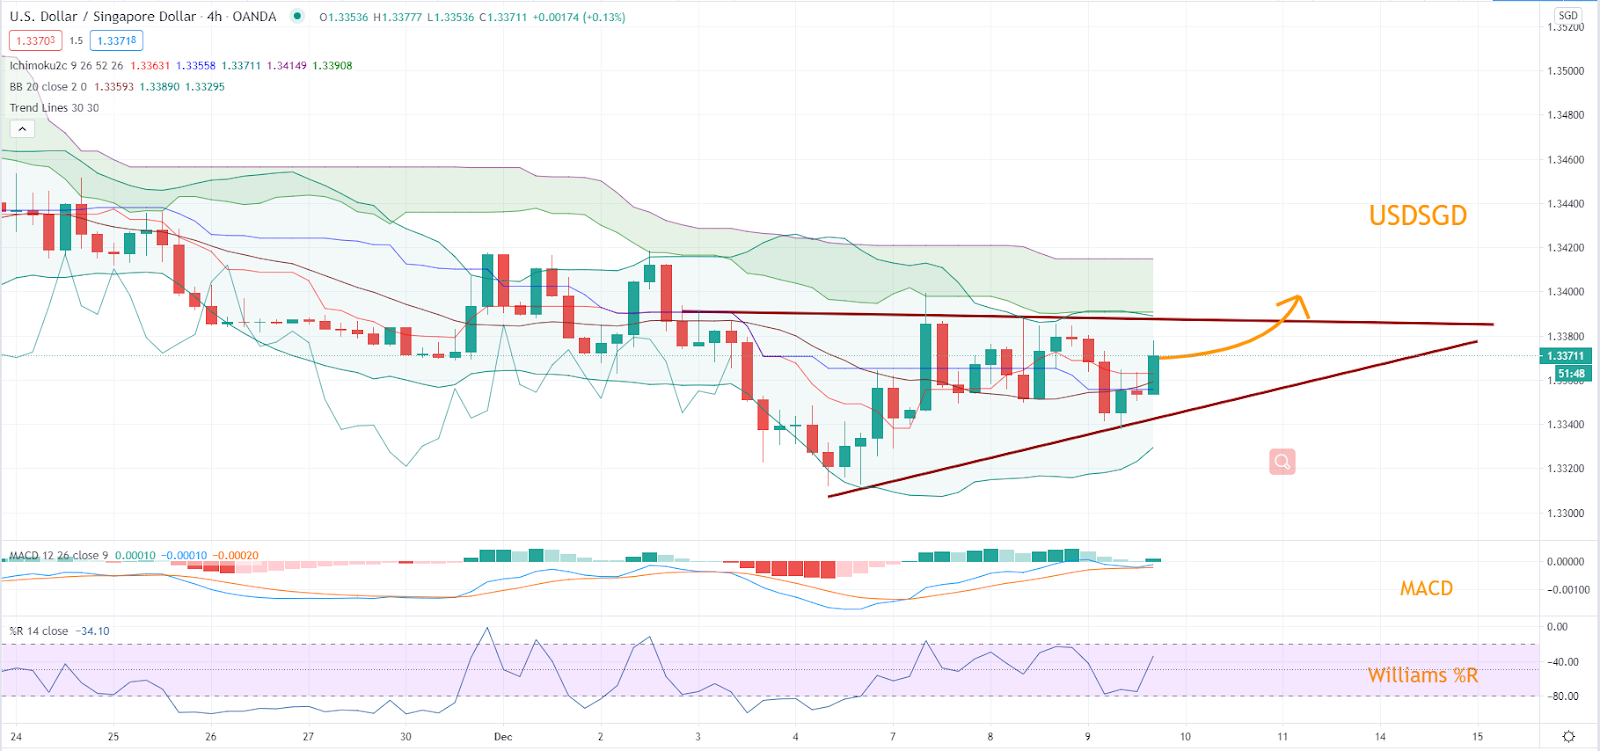 U.S. Dollar / Singapore Dollar · 4h · OANDA O1.33536 H1.33777 L1.33536 C1.33711 +0.00174 (+0.13%)
SGD
1.33703 1.5 1.33718
Ichimoku2c 9 26 52 26 1.33631 1.33558 1.33711 1.34149 1.33908
BB 20 close 2 0 1.33593 1.33890 1.33295
Trend Lines 30 30
1.35200
1.35000
1.34800
1.34600
1.34400
1.34200
1.34000
1.33800
1.33711
51:48
1.33600
1.33400
1.33200
1.33000
USDSGD
MACD 12 26 close 9 0.00010 −0.00010 −0.00020
0.00000
−0.00100
MACD
%R 14 close −34.10
0.00
−40.00
−80.00
Williams %R
24 25 26 27 30 Dec 2 3 4 7 8 9 10 11 14 15